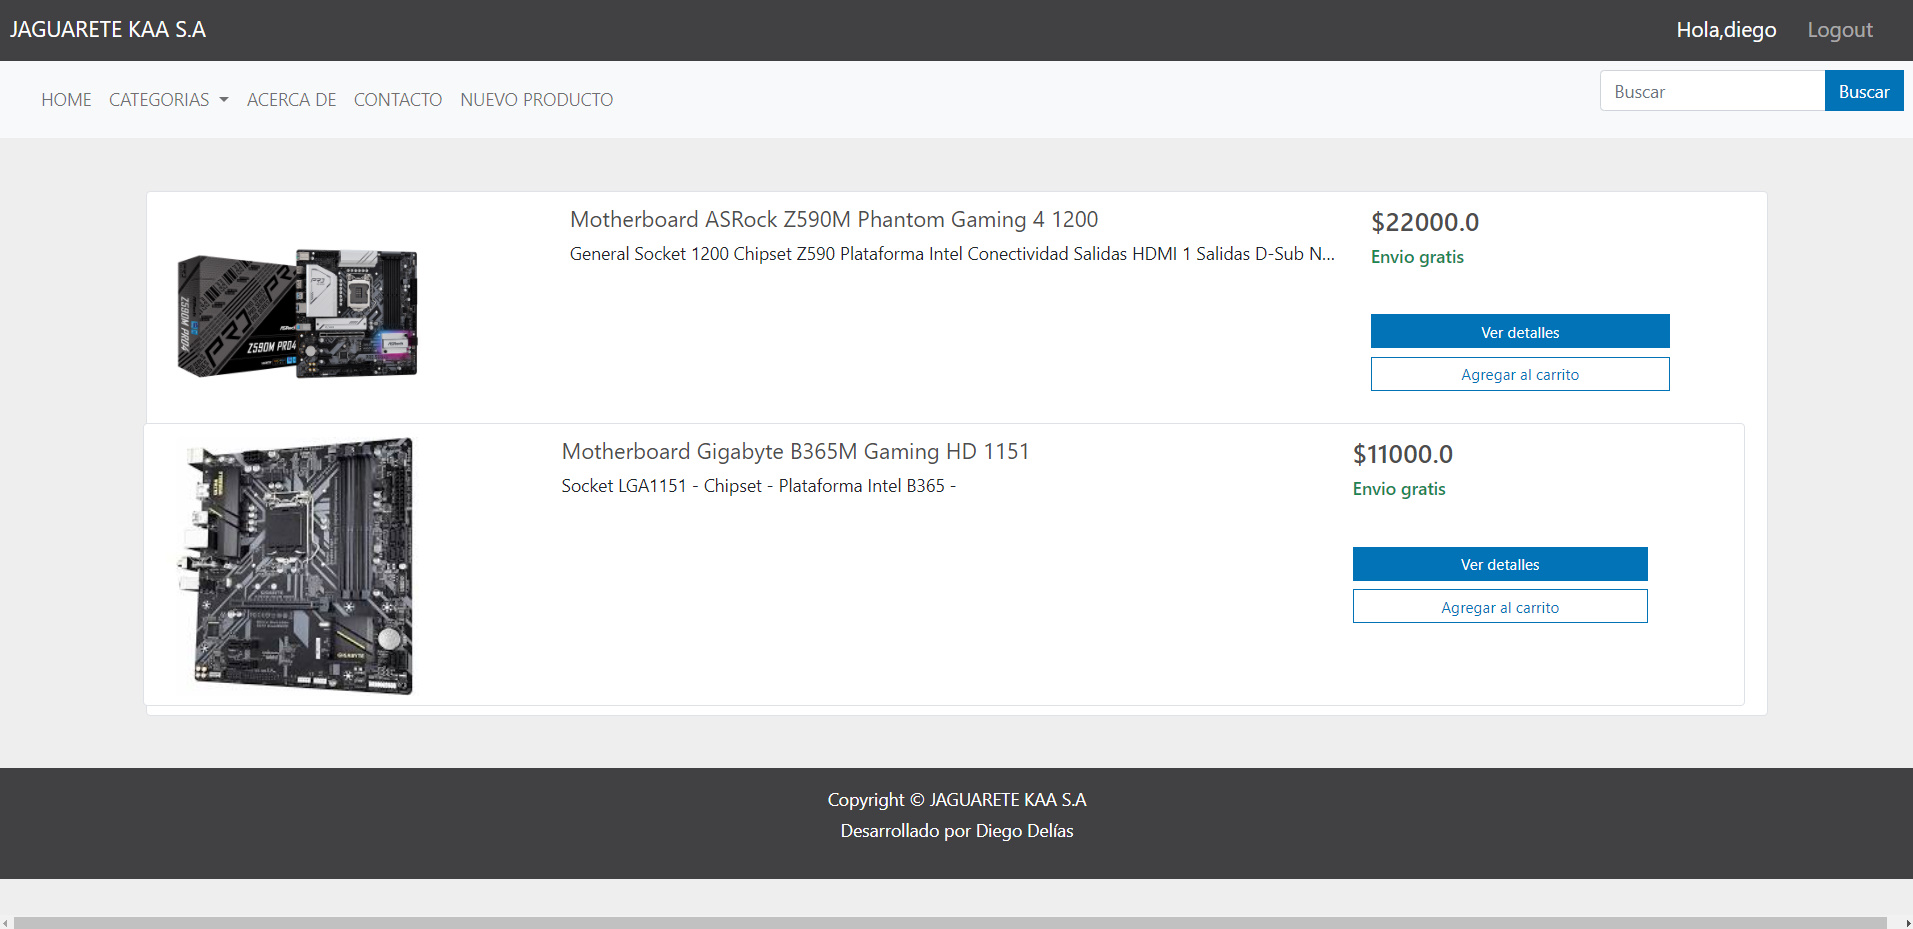 JAGUARETE KAA S.A
Hola,diego Logout
HOME CATEGORIAS ACERCA DE CONTACTO NUEVO PRODUCTO
Buscar Buscar
Motherboard ASRock Z590M Phantom Gaming 4 1200
General Socket 1200 Chipset Z590 Plataforma Intel Conectividad Salidas HDMI 1 Salidas D-Sub N...
$22000.0
Envio gratis
Ver detalles
Agregar al carrito
Z590M PRO4
Z590M PRO4
Motherboard Gigabyte B365M Gaming HD 1151
Socket LGA1151 - Chipset - Plataforma Intel B365 -
$11000.0
Envio gratis
Ver detalles
Agregar al carrito
GIGABYTE
Copyright © JAGUARETE KAA S.A
Desarrollado por Diego Delías